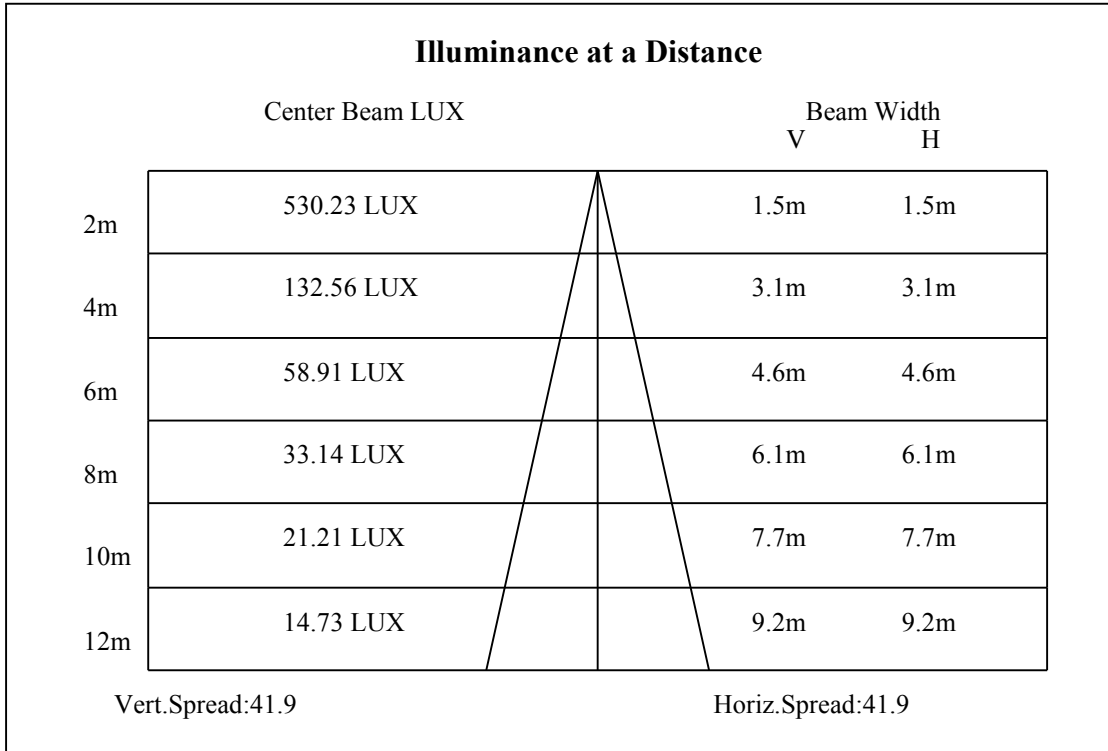 Illuminance at a Distance
Center Beam LUX Beam Width
V H
2m 530.23 LUX 1.5m 1.5m
4m 132.56 LUX 3.1m 3.1m
6m 58.91 LUX 4.6m 4.6m
8m 33.14 LUX 6.1m 6.1m
10m 21.21 LUX 7.7m 7.7m
12m 14.73 LUX 9.2m 9.2m
Vert.Spread:41.9 Horiz.Spread:41.9